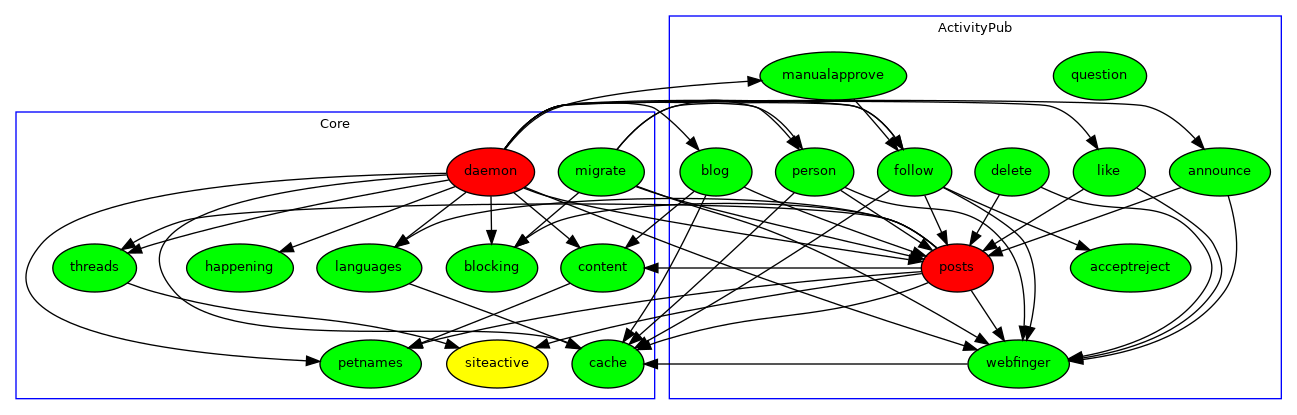 ActivityPub
manualapprove
question
Core
daemon
migrate
blog
person
follow
delete
like
announce
threads
happening
languages
blocking
content
posts
acceptreject
petnames
siteactive
cache
webfinger